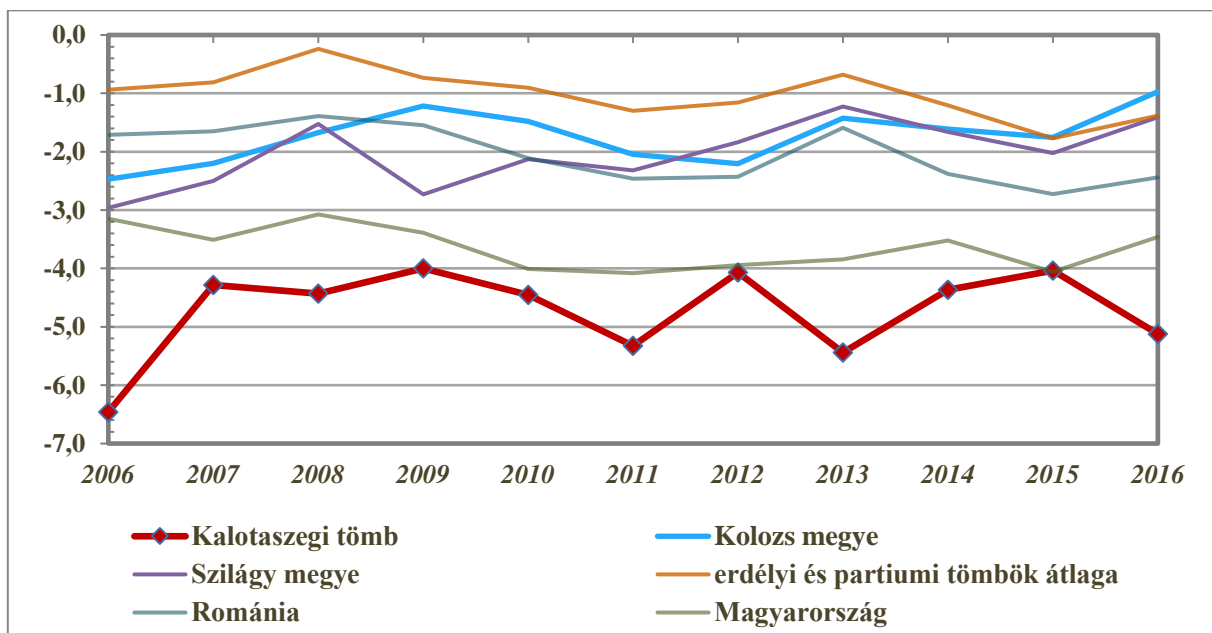 0,0
-1,0
-2,0
-3,0
-4,0
-5,0
-6,0
-7,0
2006 2007 2008 2009 2010 2011 2012 2013 2014 2015 2016
Kalotaszegi tömb Kolozs megye
Szilágy megye erdélyi és partiumi tömbök átlaga
Románia Magyarország